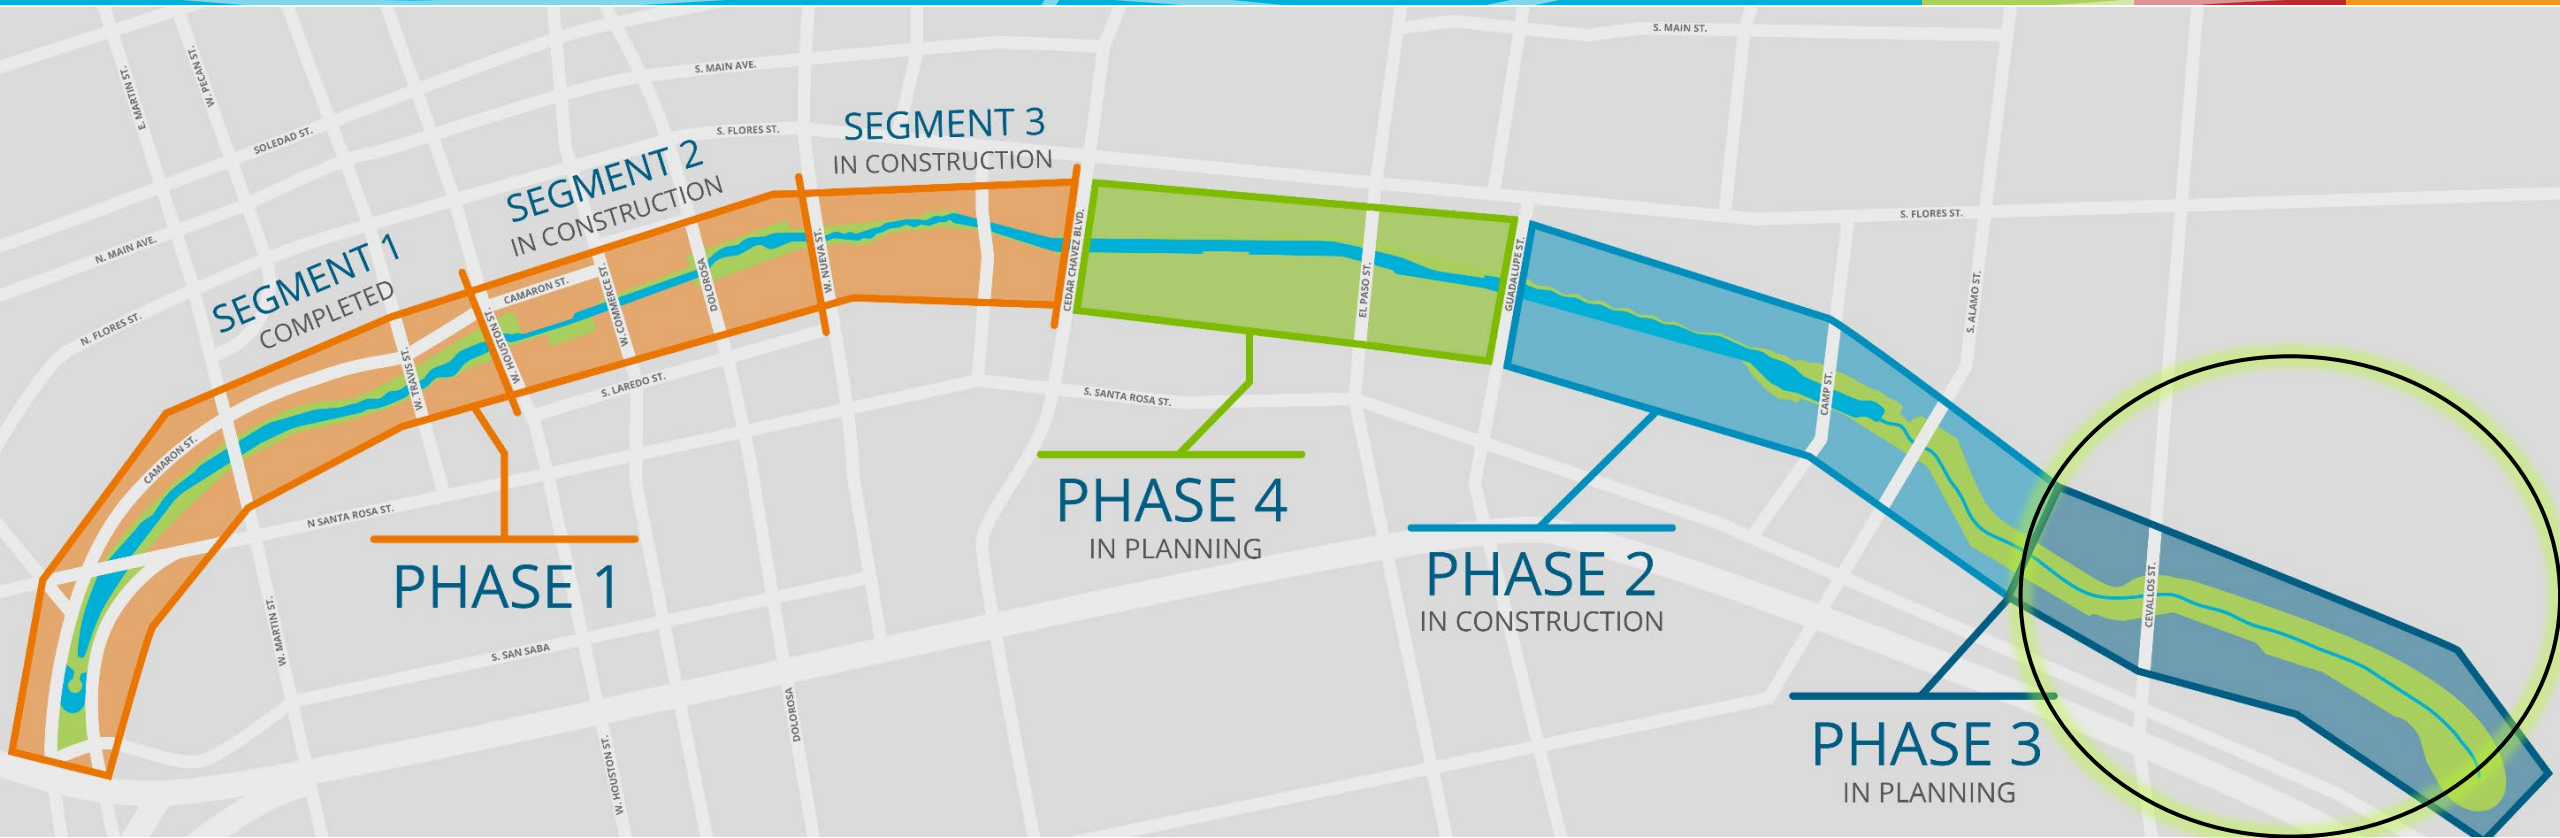 S. MAIN ST.
S. MAIN AVE.
E. MARTIN ST.
W. PECAN ST.
SOLEDAD ST.
S. FLORES ST.
SEGMENT 3
IN CONSTRUCTION
SEGMENT 2
IN CONSTRUCTION
SEGMENT 1
COMPLETED
N. MAIN AVE.
N. FLORES ST.
S. FLORES ST.
CAMARON ST.
W. COMMERCE ST.
DOLOROSA
W. NUEVA ST.
CEDAR CHAVEZ BLVD.
EL PASO ST.
GUADALUPE ST.
S. ALAMO ST.
CAMP ST.
W. HOUSTON ST.
W. TRAVIS ST.
S. LAREDO ST.
S. SANTA ROSA ST.
CAMARON ST.
N SANTA ROSA ST.
PHASE 1
PHASE 4
IN PLANNING
PHASE 2
IN CONSTRUCTION
CEVALLOS ST.
W. MARTIN ST.
S. SAN SABA
DOLOROSA
W. HOUSTON ST.
PHASE 3
IN PLANNING